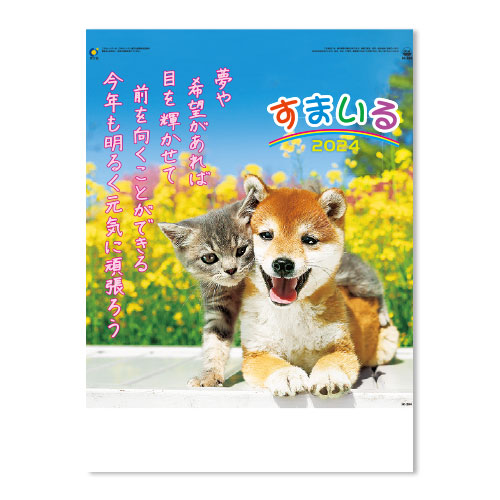 すまいる
2024
夢や
希望があれば
目を輝かせて
前を向くことができる
今年も明るく元気に頑張ろう